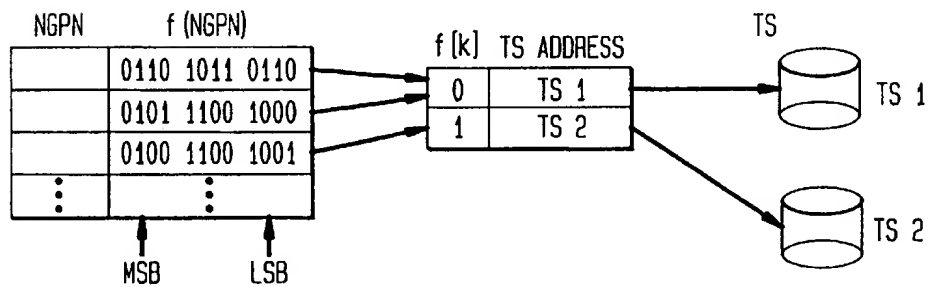 NGPN f (NGPN)
0110 1011 0110
0101 1100 1000
0100 1100 1001
MSB LSB
f [k] TS ADDRESS
0 TS 1
1 TS 2
TS
TS 1
TS 2